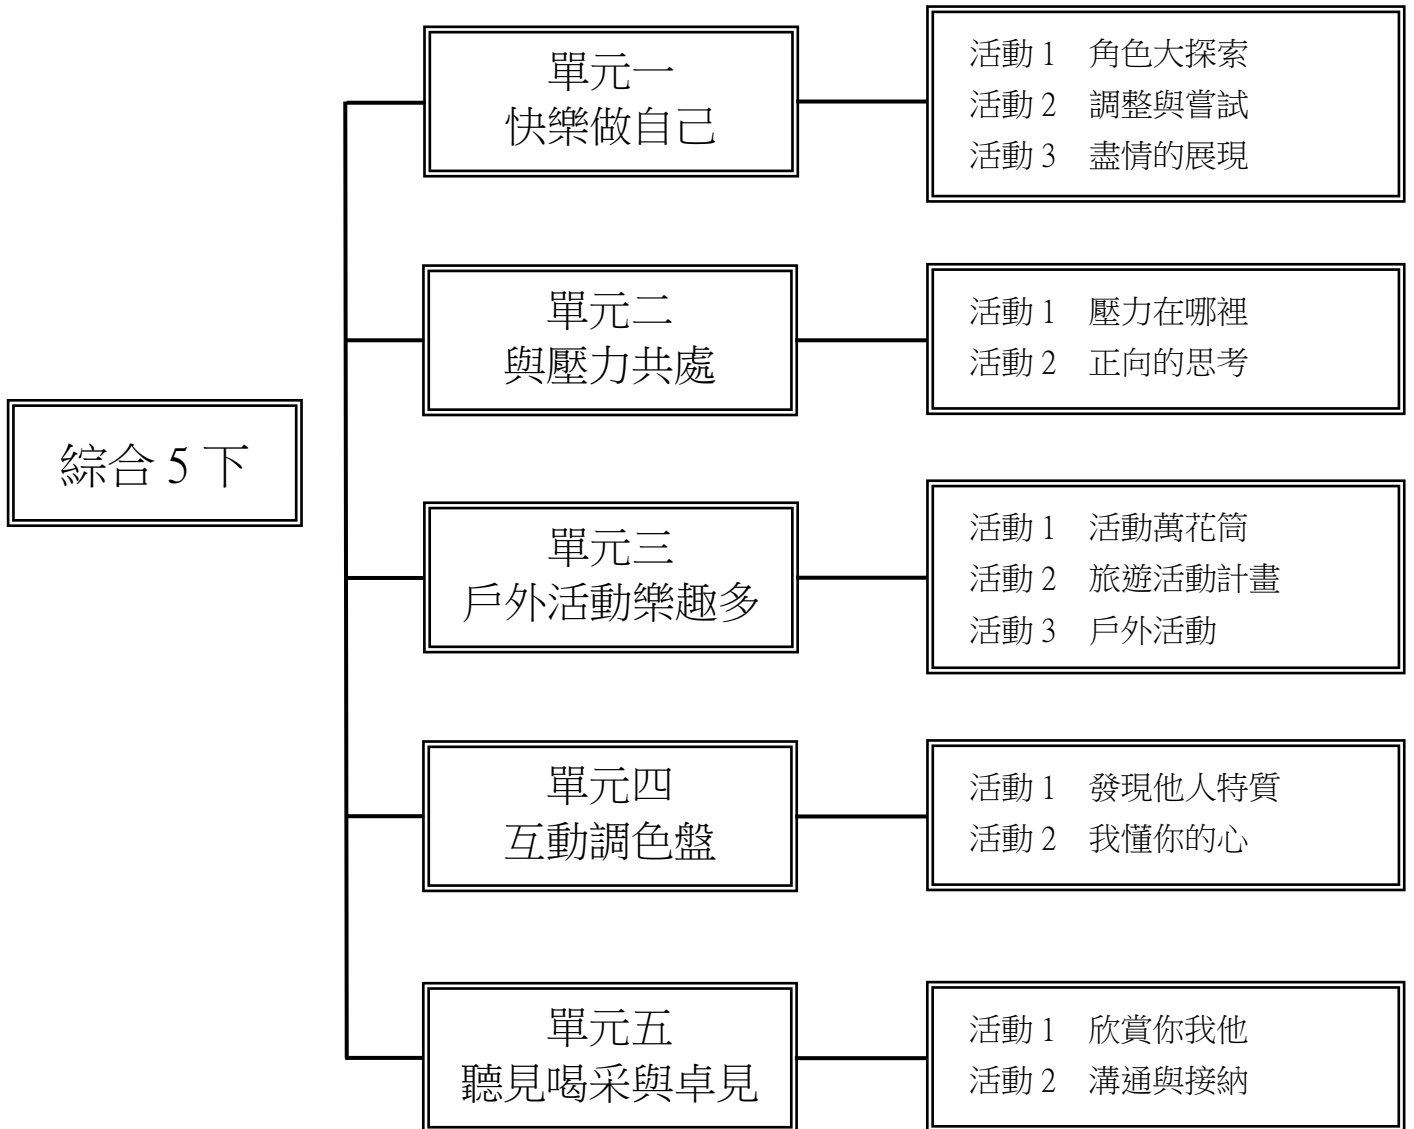 綜合 5 下
單元一
快樂做自己
活動 1 角色大探索
活動 2 調整與嘗試
活動 3 盡情的展現
單元二
與壓力共處
活動 1 壓力在哪裡
活動 2 正向的思考
單元三
戶外活動樂趣多
活動 1 活動萬花筒
活動 2 旅遊活動計畫
活動 3 戶外活動
單元四
互動調色盤
活動 1 發現他人特質
活動 2 我懂你的心
單元五
聽見喝采與卓見
活動 1 欣賞你我他
活動 2 溝通與接納